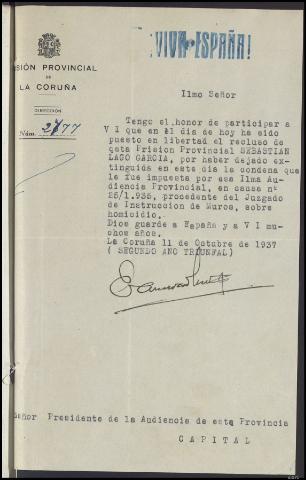 ¡VIVA ESPAÑA!
ISIÓN PROVINCIAL
DE
LA CORUÑA
DIRECCIÓN
Núm. 2677
Ilmo Señor
Tengo el honor de participar a
V I que en el día de hoy ha sido
puesto en libertad el recluso de
esta Prision Provincial SEBASTIAN
LAGO GARCIA, por haber dejado ex-
tinguida en este día la condena que
le fue impuesta por esa Ilma Au-
diencia Provincial, en causa nº
25/1.935, procedente del Juzgado
de Instruccion de Muros, sobre
homicidio.
Dios guarde a España y a V I mu-
chos años.
La Coruña 11 de Octubre de 1937
( SEGUNDO AÑO TRIUNFAL)
Señor Presidente de la Audiencia de esta Provincia
CAPITAL